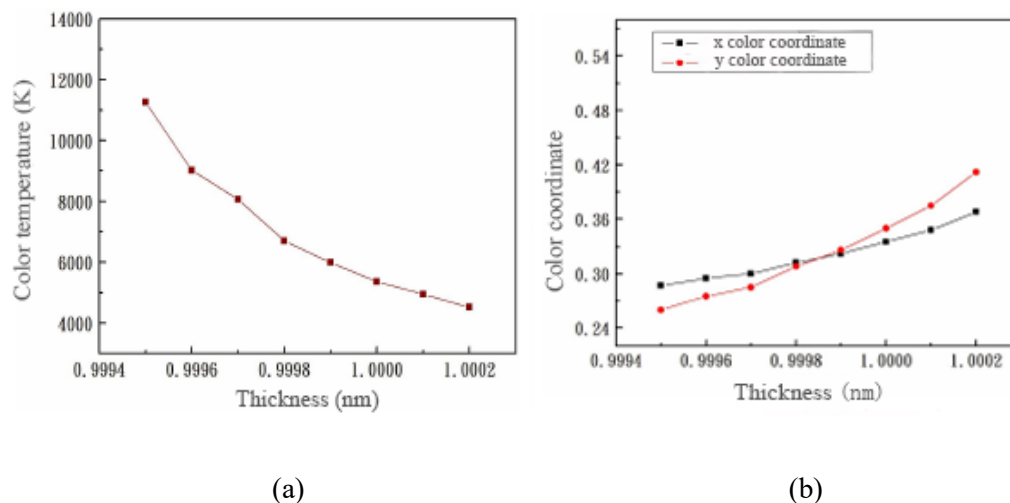 14000
12000
10000
8000
6000
4000
0.9994 0.9996 0.9998 1.0000 1.0002
Color temperature (K)
Thickness (nm)
(a)
x color coordinate
y color coordinate
0.54
0.48
0.42
0.36
0.30
0.24
0.9994 0.9996 0.9998 1.0000 1.0002
Color coordinate
Thickness (nm)
(b)